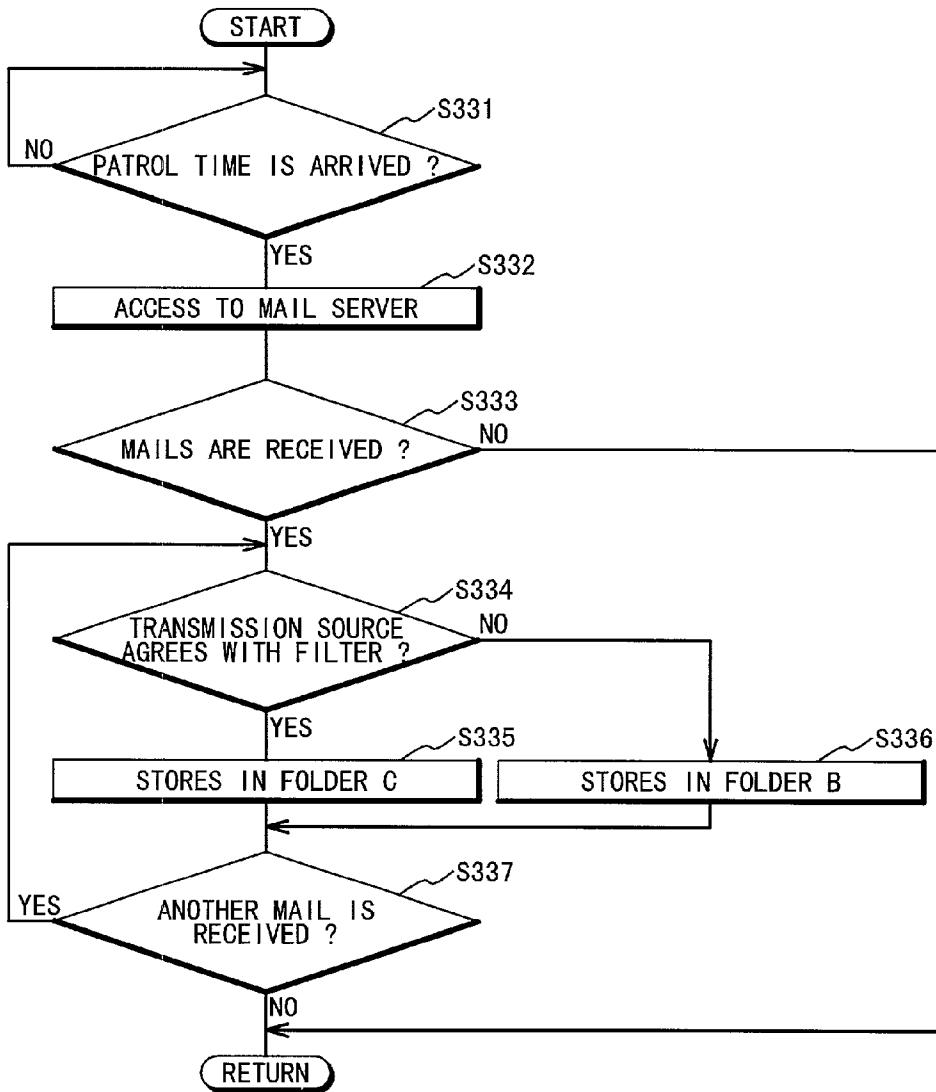 START
S331
NO
PATROL TIME IS ARRIVED ?
YES
S332
ACCESS TO MAIL SERVER
S333
MAILS ARE RECEIVED ?
NO
YES
S334
TRANSMISSION SOURCE
AGREES WITH FILTER ?
NO
YES
S335
STORES IN FOLDER C
S336
STORES IN FOLDER B
S337
YES
ANOTHER MAIL IS
RECEIVED ?
NO
RETURN